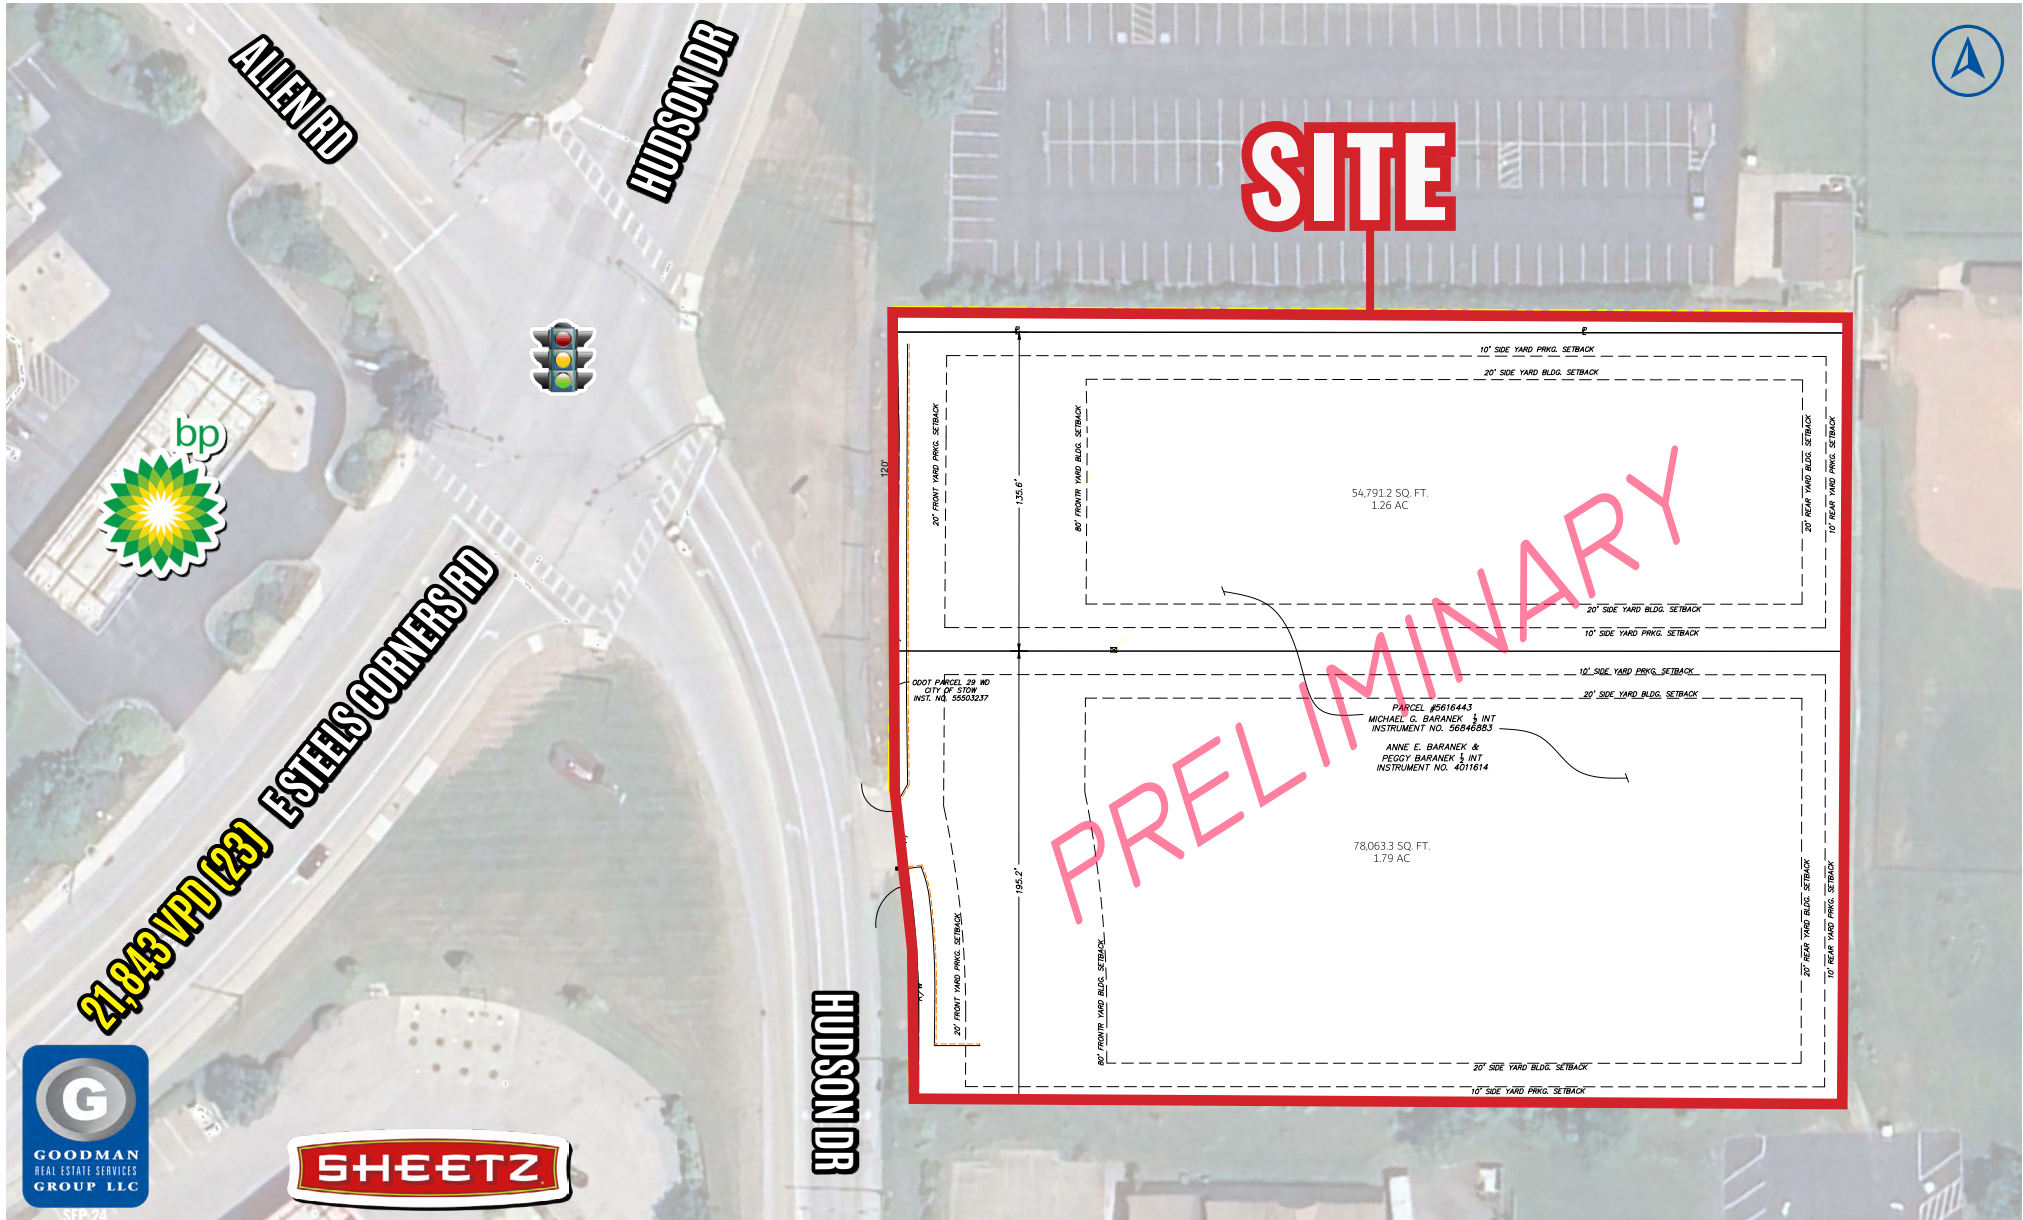 ALLEN RD
HUDSON DR
SITE
bp
E STEELS CORNERS RD
21,843 VPD (23)
HUDSON DR
10' SIDE YARD PRKG. SETBACK
20' SIDE YARD BLDG. SETBACK
20' FRONT YARD PRKG. SETBACK
80' FRONTR YARD BLDG. SETBACK
20' REAR YARD BLDG. SETBACK
10' REAR YARD PRKG. SETBACK
120'
135.6'
54,791.2 SQ. FT.
1.26 AC
20' SIDE YARD BLDG. SETBACK
10' SIDE YARD PRKG. SETBACK
10' SIDE YARD PRKG. SETBACK
20' SIDE YARD BLDG. SETBACK
ODOT PARCEL 29 WD
CITY OF STOW
INST. NO. 55503237
PARCEL #5616443
MICHAEL G. BARANEK ½ INT
INSTRUMENT NO. 56846883
ANNE E. BARANEK &
PEGGY BARANEK ½ INT
INSTRUMENT NO. 4011614
PRELIMINARY
78,063.3 SQ. FT.
1.79 AC
195.2'
20' FRONT YARD PRKG. SETBACK
80' FRONTR YARD BLDG. SETBACK
20' REAR YARD BLDG. SETBACK
10' REAR YARD PRKG. SETBACK
20' SIDE YARD BLDG. SETBACK
10' SIDE YARD PRKG. SETBACK
G
GOODMAN
REAL ESTATE SERVICES
GROUP LLC
SEP-24
SHEETZ